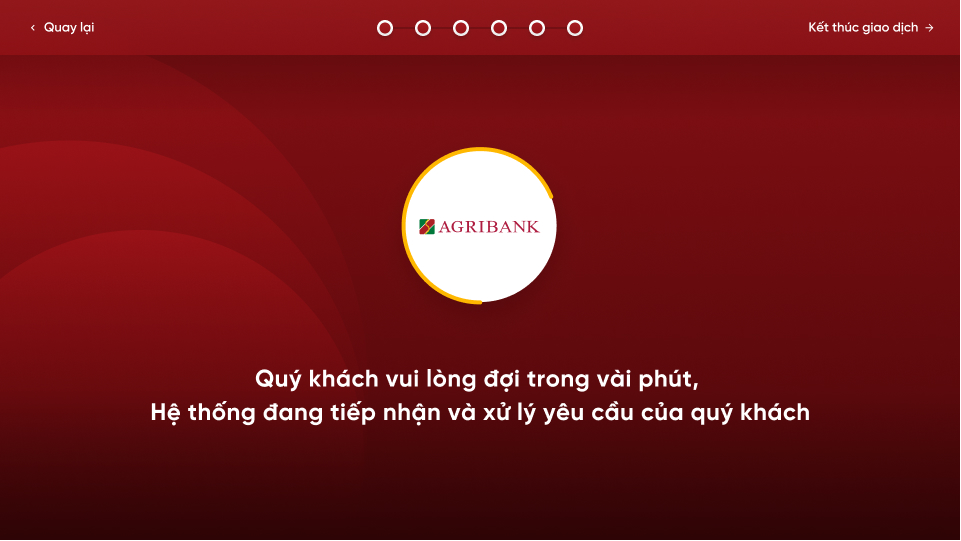 Quay lại
Kết thúc giao dịch
AGRIBANK
Quý khách vui lòng đợi trong vài phút,
Hệ thống đang tiếp nhận và xử lý yêu cầu của quý khách